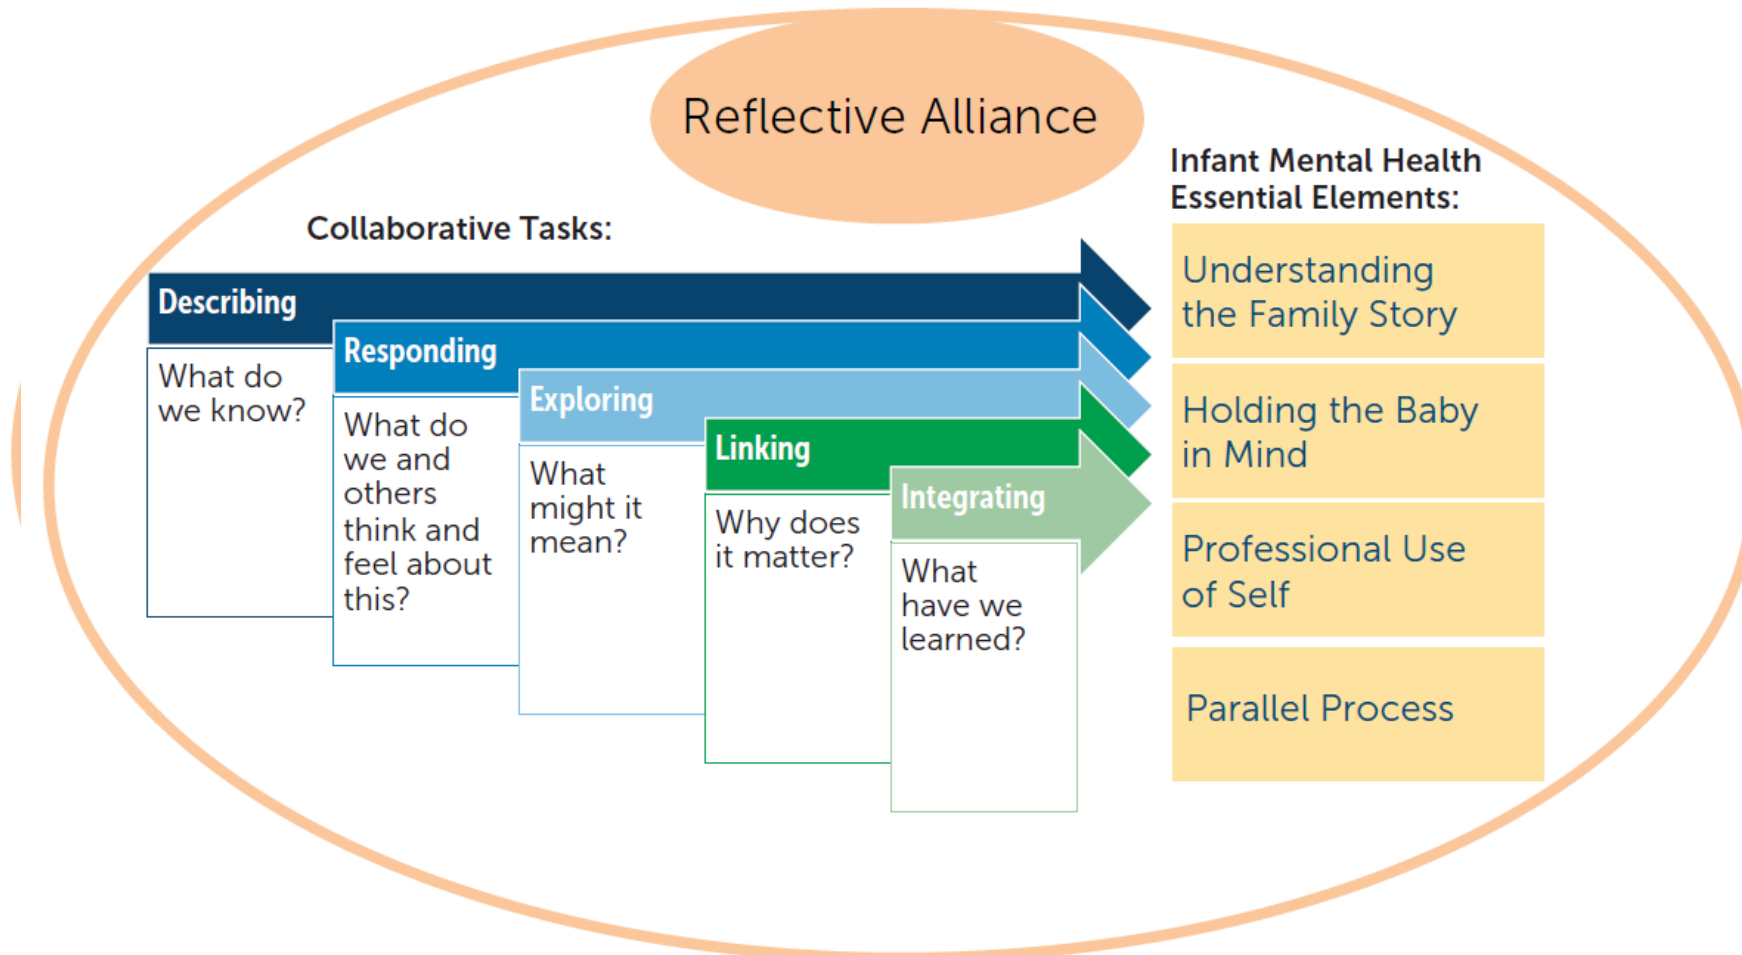 Reflective Alliance
Collaborative Tasks:
Describing
What do
we know?
Responding
What do
we and
others
think and
feel about
this?
Exploring
What
might it
mean?
Linking
Why does
it matter?
Integrating
What
have we
learned?
Infant Mental Health
Essential Elements:
Understanding
the Family Story
Holding the Baby
in Mind
Professional Use
of Self
Parallel Process